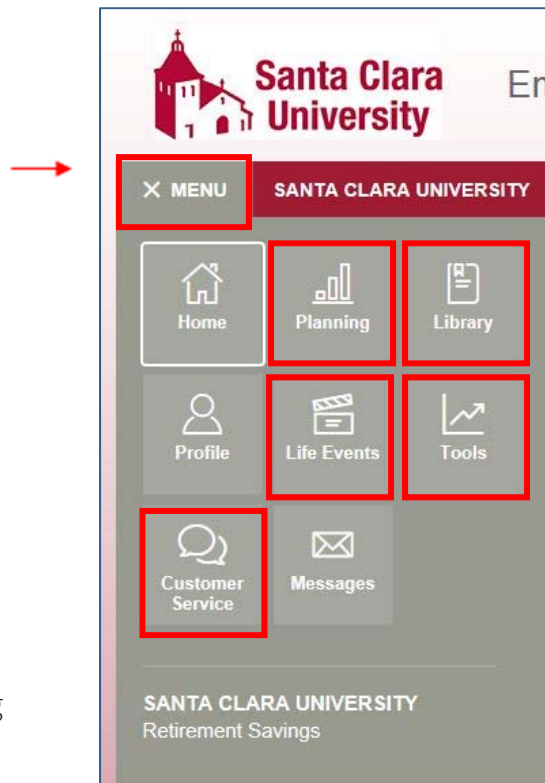 Santa Clara
University
MENU
SANTA CLARA UNIVERSITY
Home
Planning
Library
Profile
Life Events
Tools
Customer
Service
Messages
SANTA CLARA UNIVERSITY
Retirement Savings